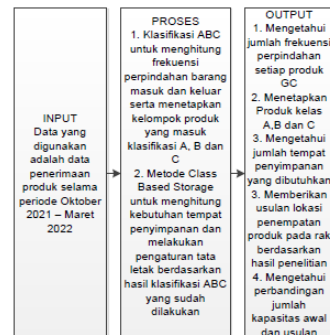 INPUT
Data yang
digunakan
adalah data
penerimaan
produk selama
periode Oktober
2021 – Maret
2022
PROSES
1. Klasifikasi ABC
untuk menghitung
frekuensi
perpindahan barang
masuk dan keluar
serta menetapkan
kelompok produk
yang masuk
klasifikasi A, B dan
C
2. Metode Class
Based Storage
untuk menghitung
kebutuhan tempat
penyimpanan dan
melakukan
pengaturan tata
letak berdasarkan
hasil klasifikasi ABC
yang sudah
dilakukan
OUTPUT
1. Mengetahui
jumlah frekuensi
perpindahan
setiap produk
GC
2. Menetapkan
Produk kelas
A,B dan C
3. Mengetahui
jumlah tempat
penyimpanan
yang dibutuhkan
3. Memberikan
usulan lokasi
penempatan
produk pada rak
berdasarkan
hasil penelitian
4. Mengetahui
perbandingan
jumlah
kapasitas awal
dan usulan